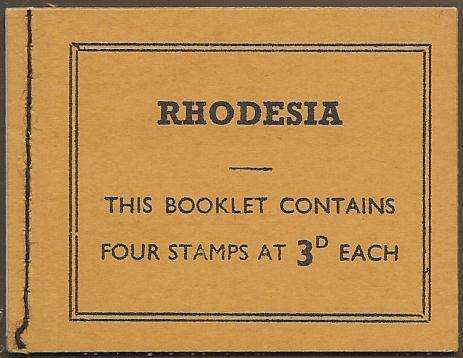 RHODESIA
THIS BOOKLET CONTAINS
FOUR STAMPS AT 3D EACH